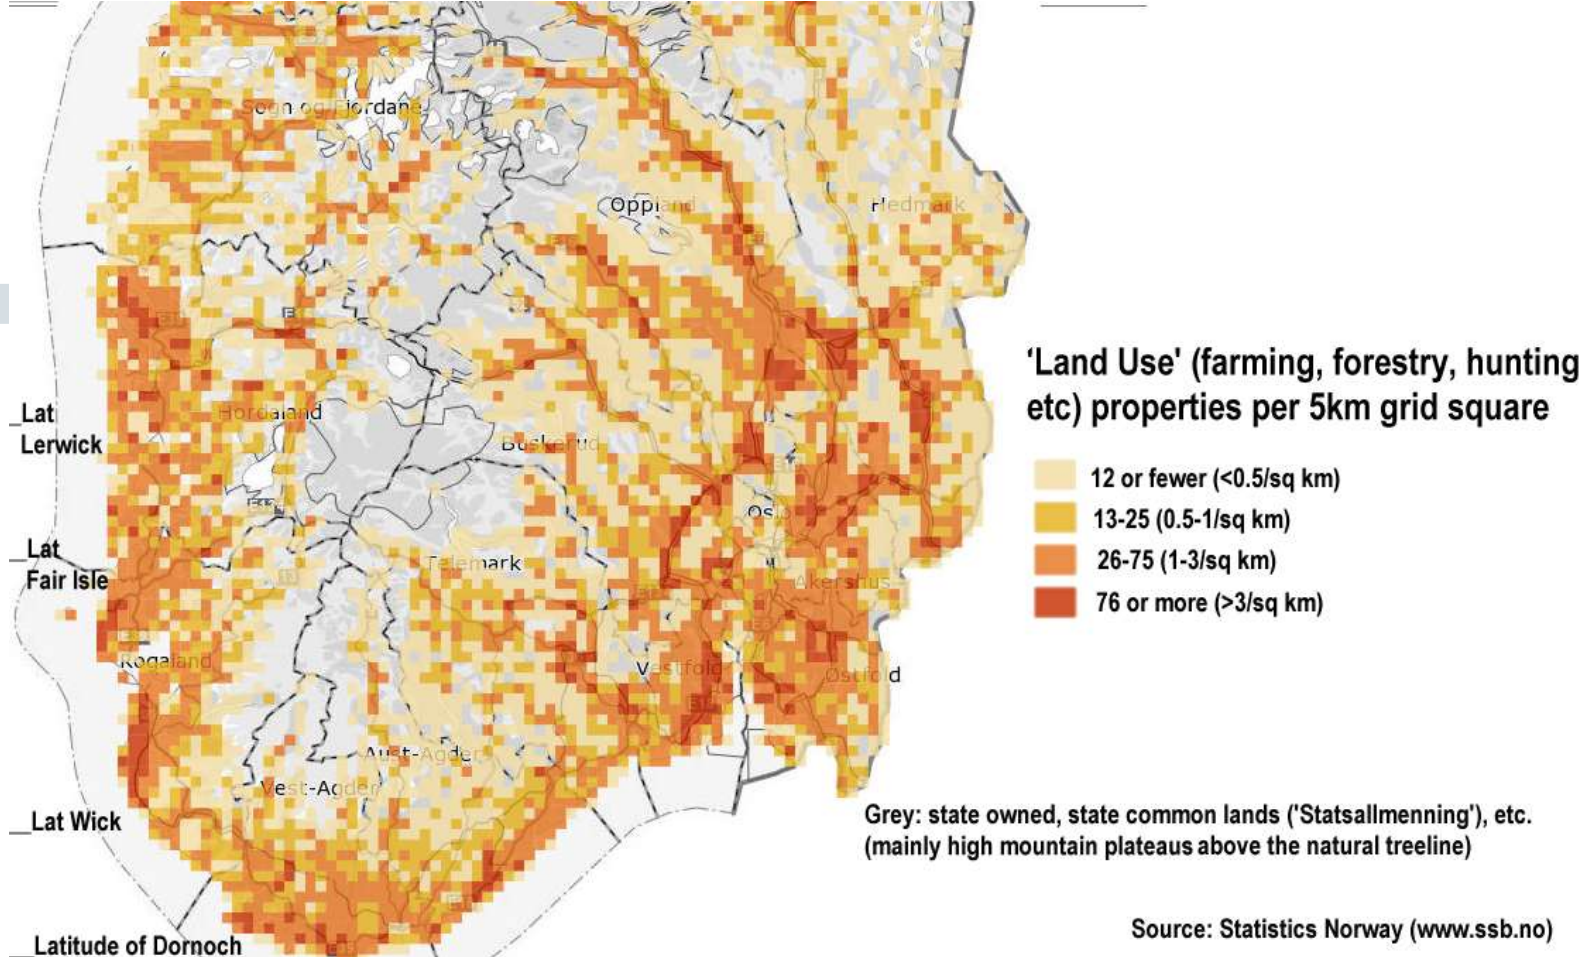 Sogn og Fjordane
Oppland
Hedmark
‘Land Use' (farming, forestry, hunting
etc) properties per 5km grid square
_Lat
Lerwick
Hordaland
Buskerud
12 or fewer (<0.5/sq km)
Oslo
13-25 (0.5-1/sq km)
_Lat
Fair Isle
Telemark
26-75 (1-3/sq km)
Akershus
76 or more (>3/sq km)
Rogaland
Vestfold
Østfold
Aust-Agder
Vest-Agder
_Lat Wick
Grey: state owned, state common lands ('Statsallmenning'), etc.
(mainly high mountain plateaus above the natural treeline)
Source: Statistics Norway (www.ssb.no)
_Latitude of Dornoch